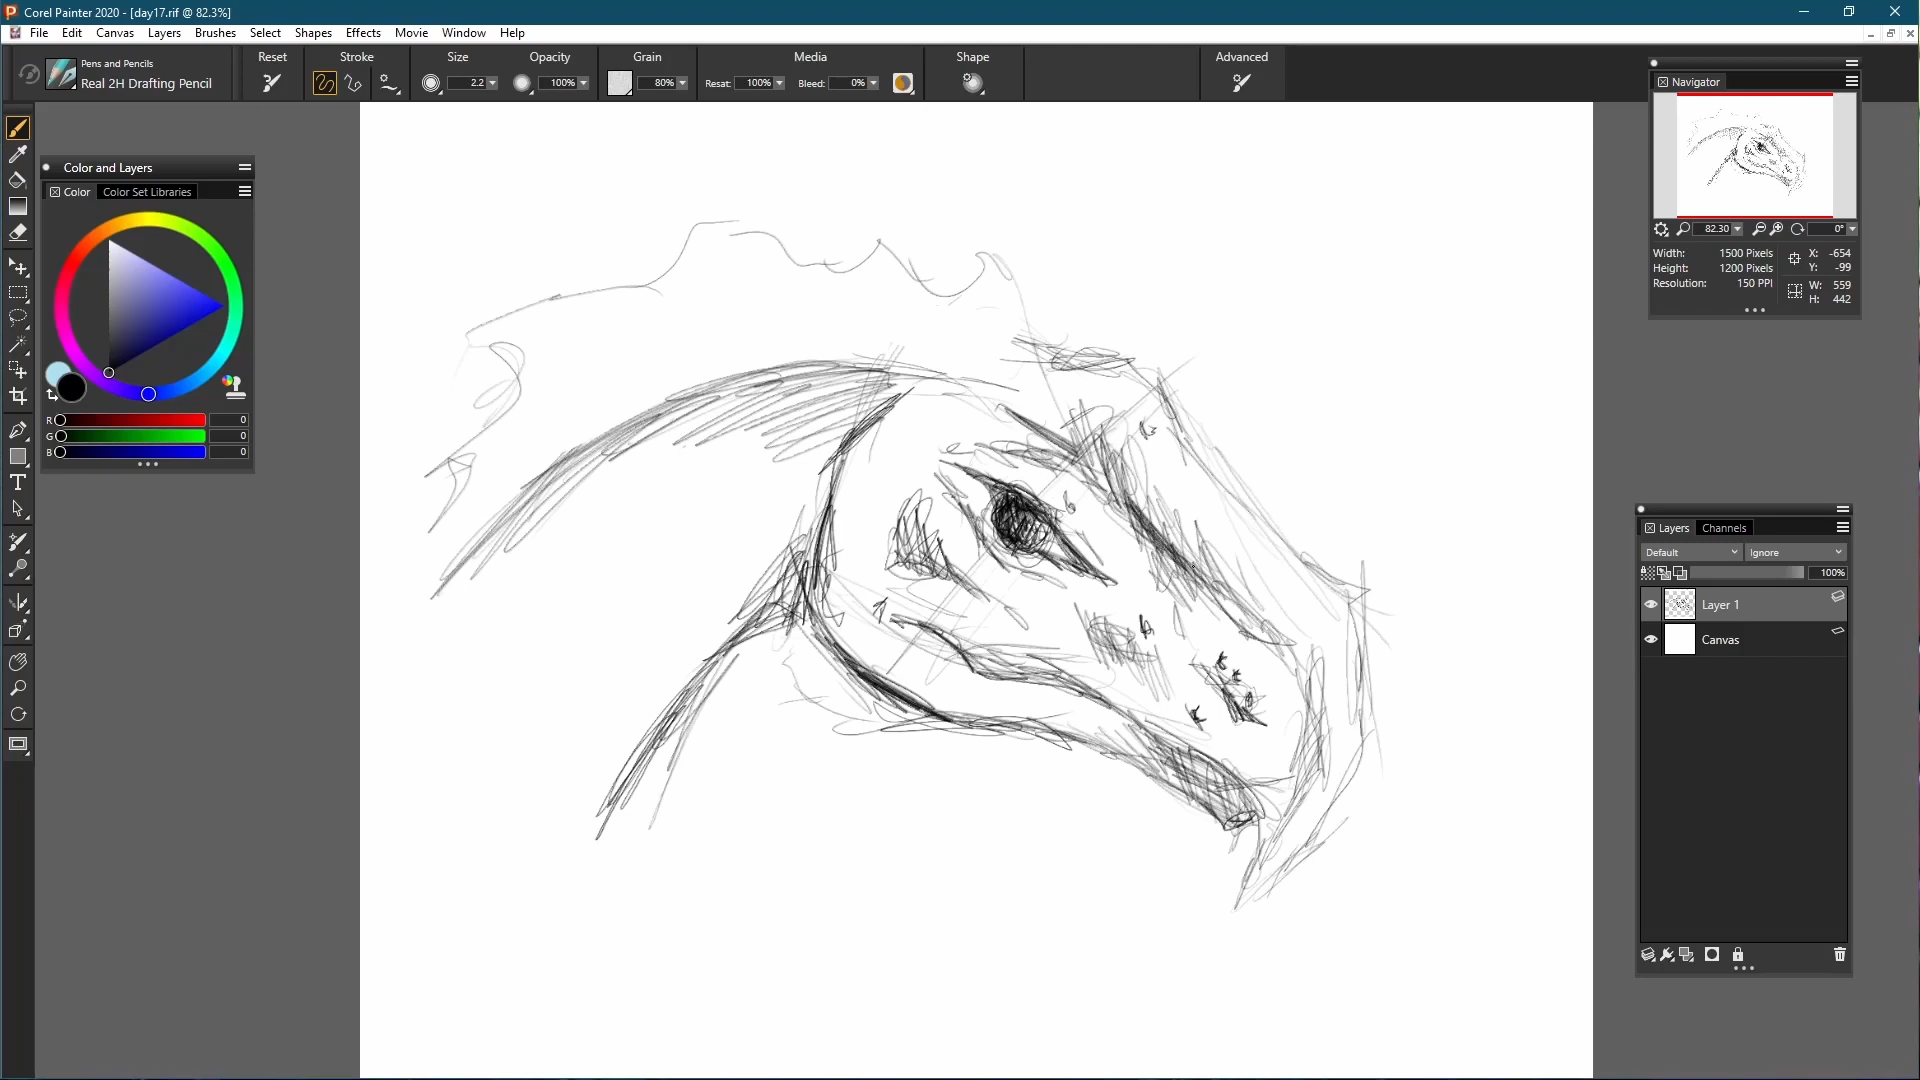 Corel Painter 2020 - [day17.rif @ 82.3%]
File Edit Canvas Layers Brushes Select Shapes Effects Movie Window Help
Pens and Pencils
Real 2H Drafting Pencil
Reset Stroke Size Opacity Grain Media Shape Advanced
2.2 100% 80% Resat: 100% Bleed: 0%
Color and Layers
Color Color Set Libraries
R 0
G 0
B 0
T
Navigator
82.30 0°
Width: 1500 Pixels X: -654
Height: 1200 Pixels Y: -99
Resolution: 150 PPI W: 559
H: 442
Layers Channels
Default Ignore
100%
Layer 1
Canvas